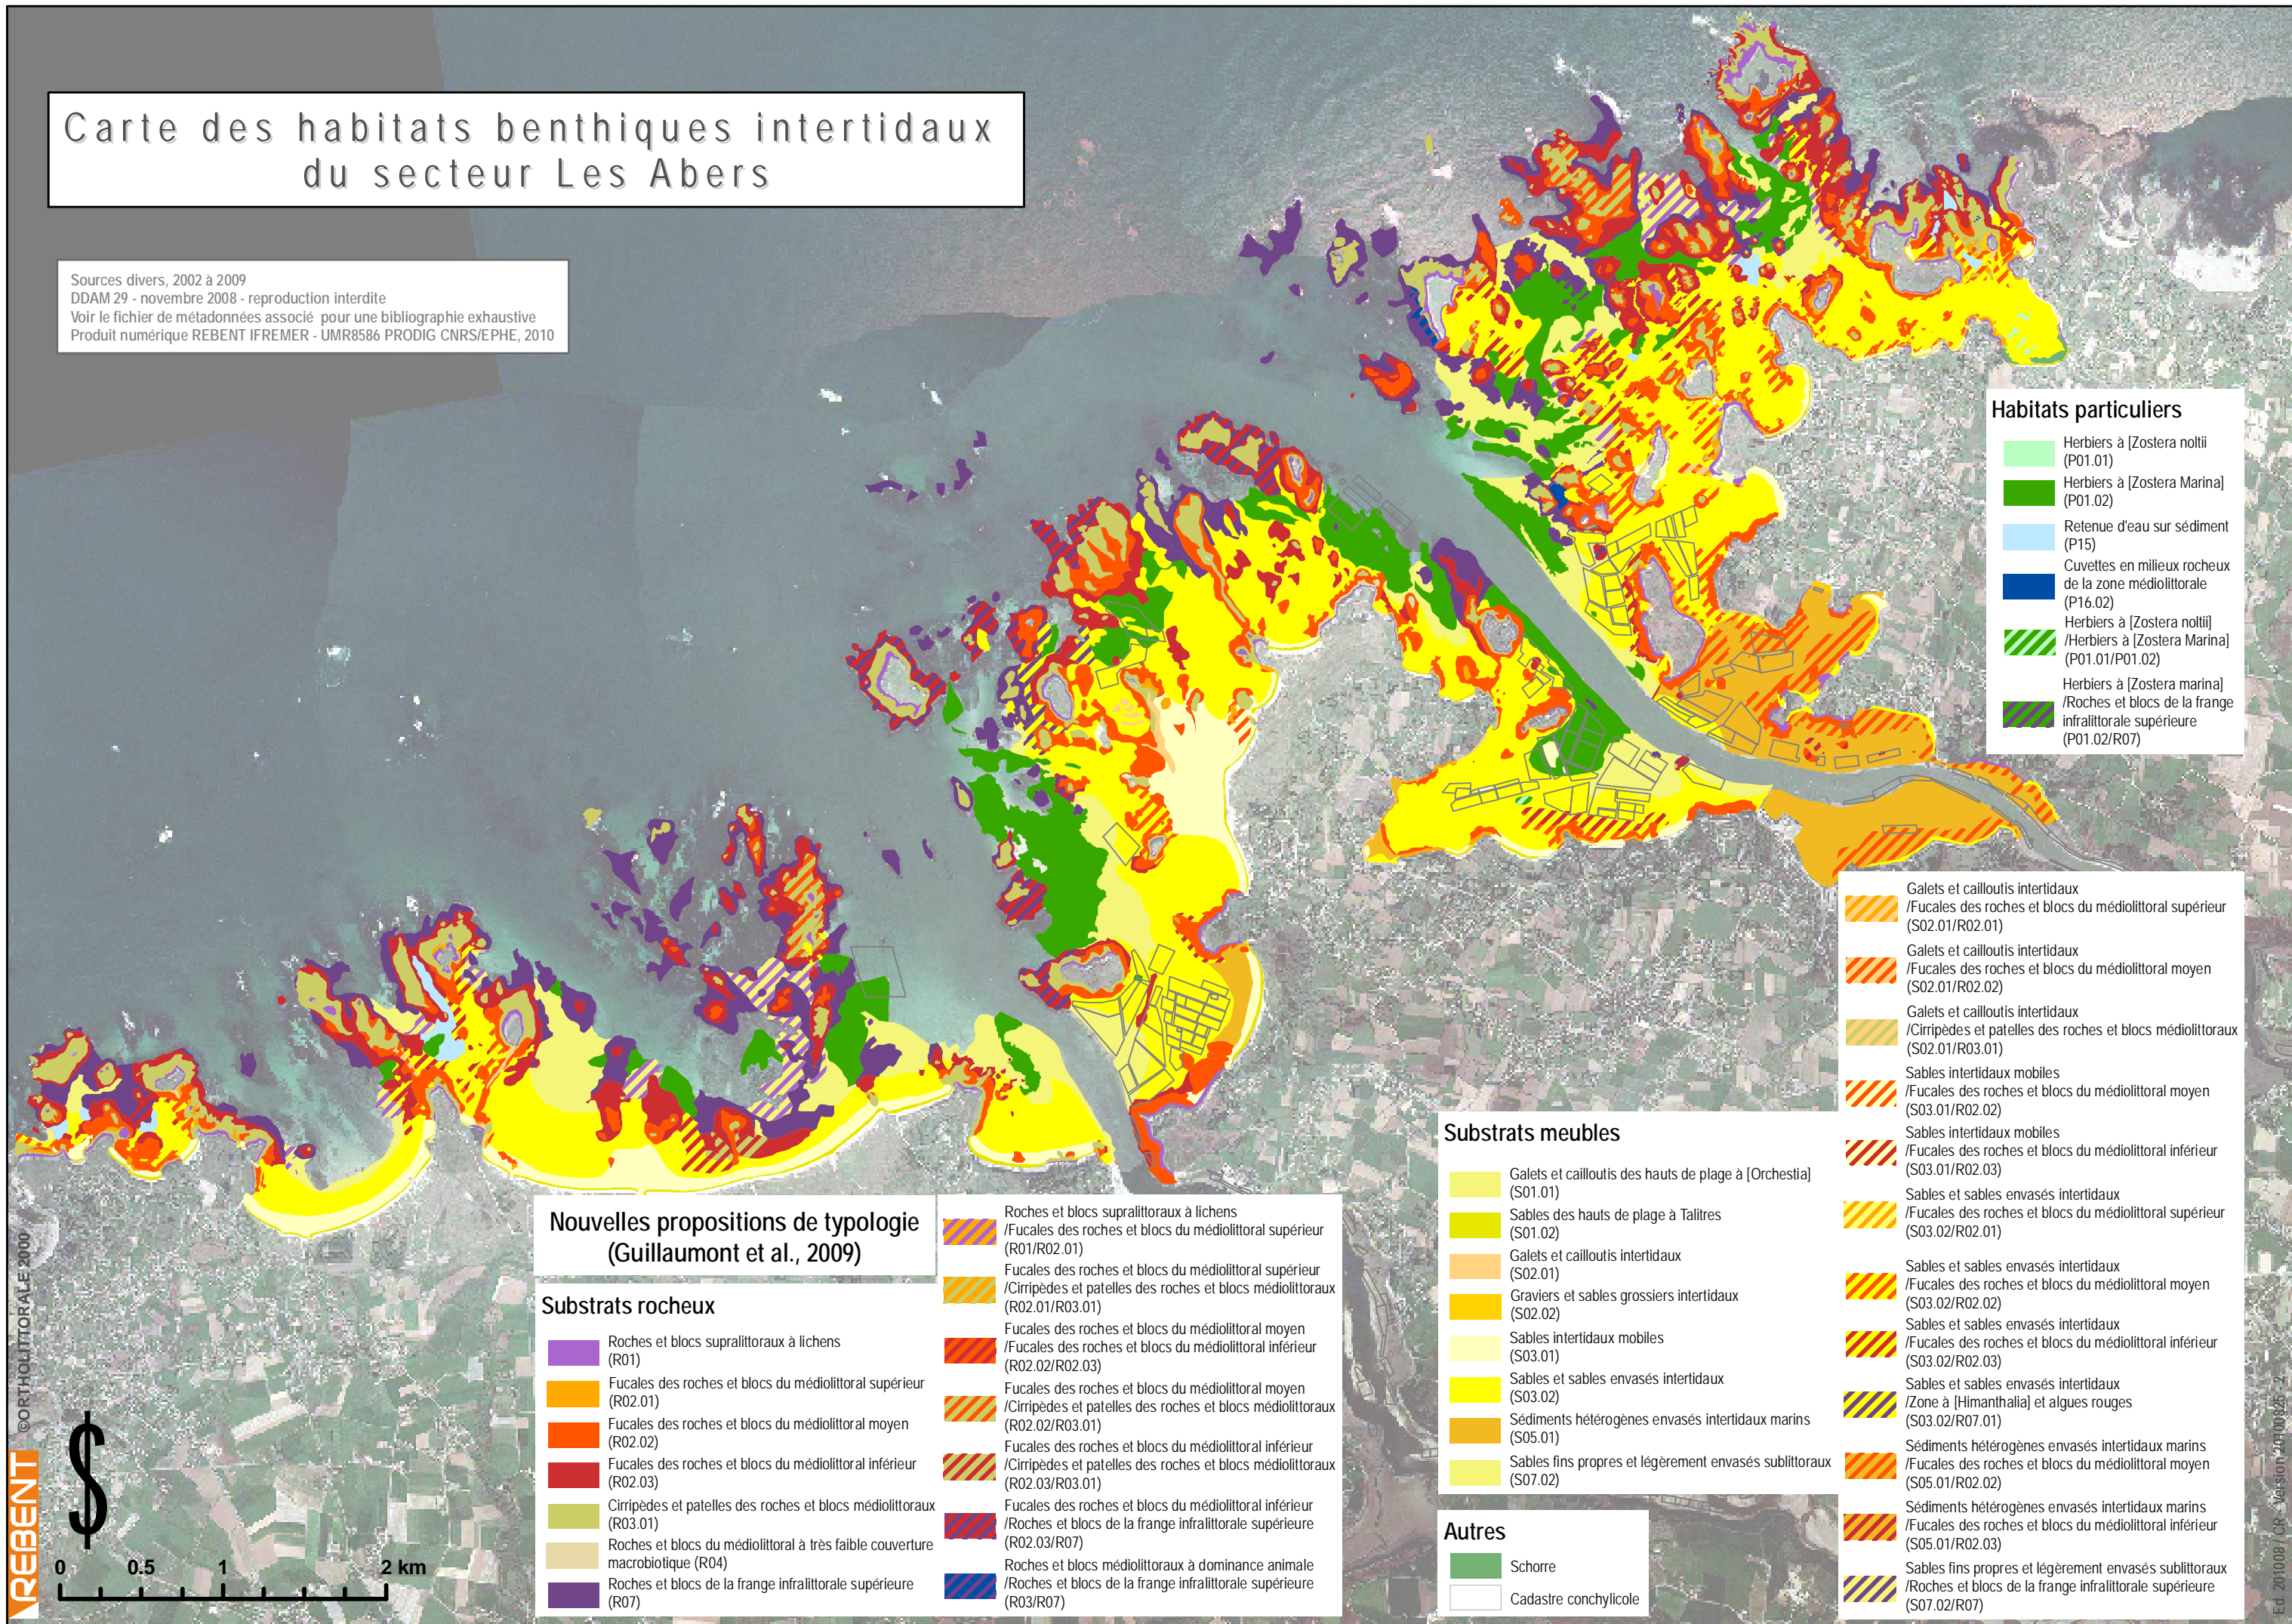 Carte des habitats benthiques intertidaux
du secteur Les Abers
Sources divers, 2002 à 2009
DDAM 29 - novembre 2008 - reproduction interdite
Voir le fichier de métadonnées associé pour une bibliographie exhaustive
Produit numérique REBENT IFREMER - UMR8586 PRODIG CNRS/EPHE, 2010
Habitats particuliers
Herbiers à [Zostera noltii
(P01.01)
Herbiers à [Zostera Marina]
(P01.02)
Retenue d'eau sur sédiment
(P15)
Cuvettes en milieux rocheux
de la zone médiolittorale
(P16.02)
Herbiers à [Zostera noltii]
/Herbiers à [Zostera Marina]
(P01.01/P01.02)
Herbiers à [Zostera marina]
/Roches et blocs de la frange
infralittorale supérieure
(P01.02/R07)
Nouvelles propositions de typologie
(Guillaumont et al., 2009)
Substrats rocheux
Roches et blocs supralittoraux à lichens
(R01)
Fucales des roches et blocs du médiolittoral supérieur
(R02.01)
Fucales des roches et blocs du médiolittoral moyen
(R02.02)
Fucales des roches et blocs du médiolittoral inférieur
(R02.03)
Cirripèdes et patelles des roches et blocs médiolittoraux
(R03.01)
Roches et blocs du médiolittoral à très faible couverture
macrobiotique (R04)
Roches et blocs de la frange infralittorale supérieure
(R07)
Roches et blocs supralittoraux à lichens
/Fucales des roches et blocs du médiolittoral supérieur
(R01/R02.01)
Fucales des roches et blocs du médiolittoral supérieur
/Cirripèdes et patelles des roches et blocs médiolittoraux
(R02.01/R03.01)
Fucales des roches et blocs du médiolittoral moyen
/Fucales des roches et blocs du médiolittoral inférieur
(R02.02/R02.03)
Fucales des roches et blocs du médiolittoral moyen
/Cirripèdes et patelles des roches et blocs médiolittoraux
(R02.02/R03.01)
Fucales des roches et blocs du médiolittoral inférieur
/Cirripèdes et patelles des roches et blocs médiolittoraux
(R02.03/R03.01)
Fucales des roches et blocs du médiolittoral inférieur
/Roches et blocs de la frange infralittorale supérieure
(R02.03/R07)
Roches et blocs médiolittoraux à dominance animale
/Roches et blocs de la frange infralittorale supérieure
(R03/R07)
Substrats meubles
Galets et cailloutis des hauts de plage à [Orchestia]
(S01.01)
Sables des hauts de plage à Talitres
(S01.02)
Galets et cailloutis intertidaux
(S02.01)
Graviers et sables grossiers intertidaux
(S02.02)
Sables intertidaux mobiles
(S03.01)
Sables et sables envasés intertidaux
(S03.02)
Sédiments hétérogènes envasés intertidaux marins
(S05.01)
Sables fins propres et légèrement envasés sublittoraux
(S07.02)
Autres
Schorre
Cadastre conchylicole
Galets et cailloutis intertidaux
/Fucales des roches et blocs du médiolittoral supérieur
(S02.01/R02.01)
Galets et cailloutis intertidaux
/Fucales des roches et blocs du médiolittoral moyen
(S02.01/R02.02)
Galets et cailloutis intertidaux
/Cirripèdes et patelles des roches et blocs médiolittoraux
(S02.01/R03.01)
Sables intertidaux mobiles
/Fucales des roches et blocs du médiolittoral moyen
(S03.01/R02.02)
Sables intertidaux mobiles
/Fucales des roches et blocs du médiolittoral inférieur
(S03.01/R02.03)
Sables et sables envasés intertidaux
/Fucales des roches et blocs du médiolittoral supérieur
(S03.02/R02.01)
Sables et sables envasés intertidaux
/Fucales des roches et blocs du médiolittoral moyen
(S03.02/R02.02)
Sables et sables envasés intertidaux
/Fucales des roches et blocs du médiolittoral inférieur
(S03.02/R02.03)
Sables et sables envasés intertidaux
/Zone à [Himanthalia] et algues rouges
(S03.02/R07.01)
Sédiments hétérogènes envasés intertidaux marins
/Fucales des roches et blocs du médiolittoral moyen
(S05.01/R02.02)
Sédiments hétérogènes envasés intertidaux marins
/Fucales des roches et blocs du médiolittoral inférieur
(S05.01/R02.03)
Sables fins propres et légèrement envasés sublittoraux
/Roches et blocs de la frange infralittorale supérieure
(S07.02/R07)
©ORTHOLITTORALE 2000
REBENT
$
0 0.5 1 2 km
Ed_201008 / CR_Version20100825_2